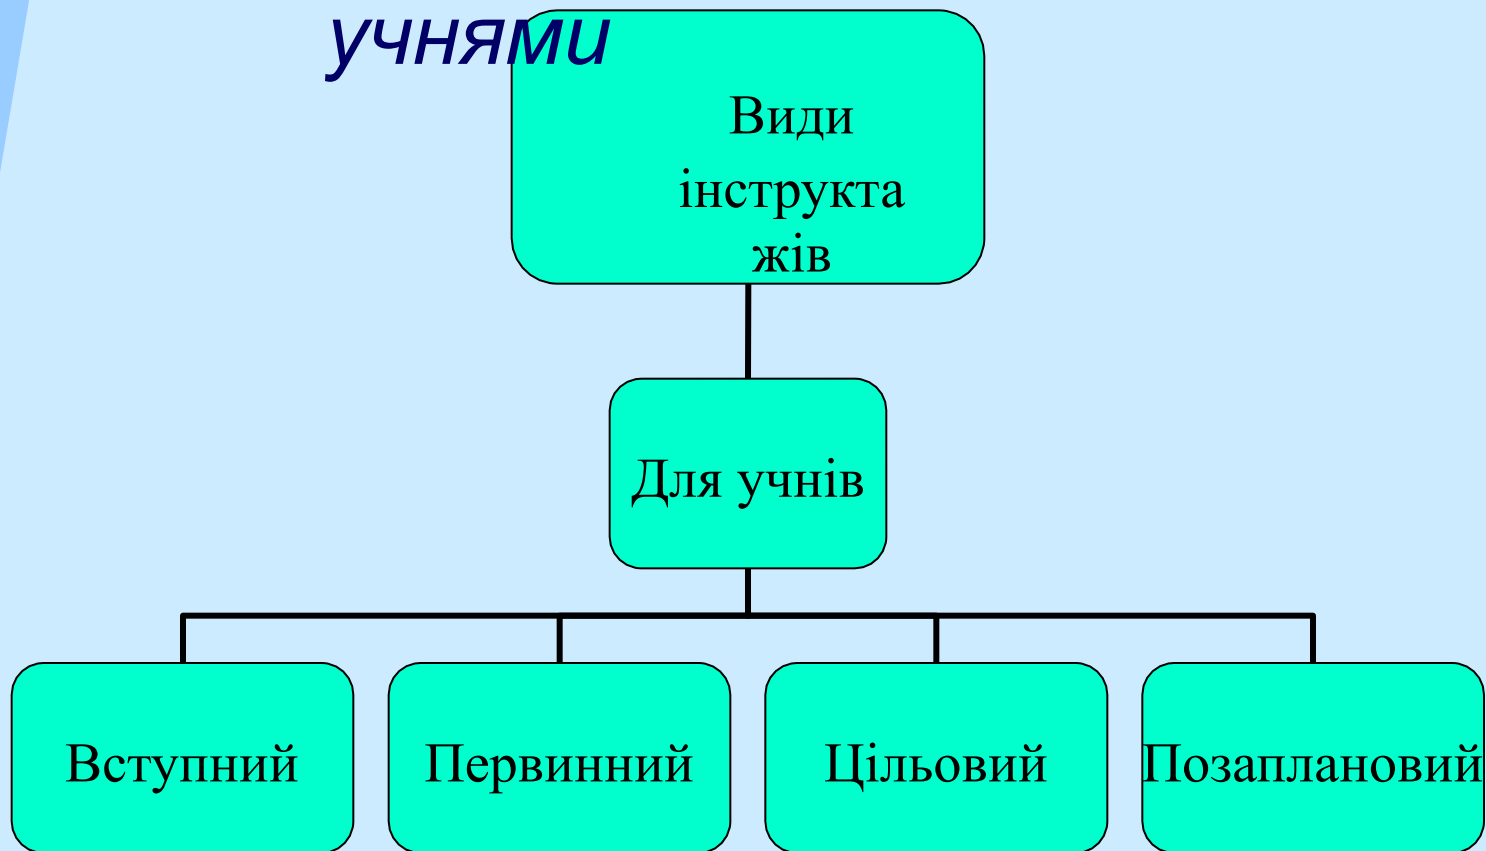 учнями
Види
інструкта
жів
Для учнів
Вступний
Первинний
Цільовий
Позаплановий